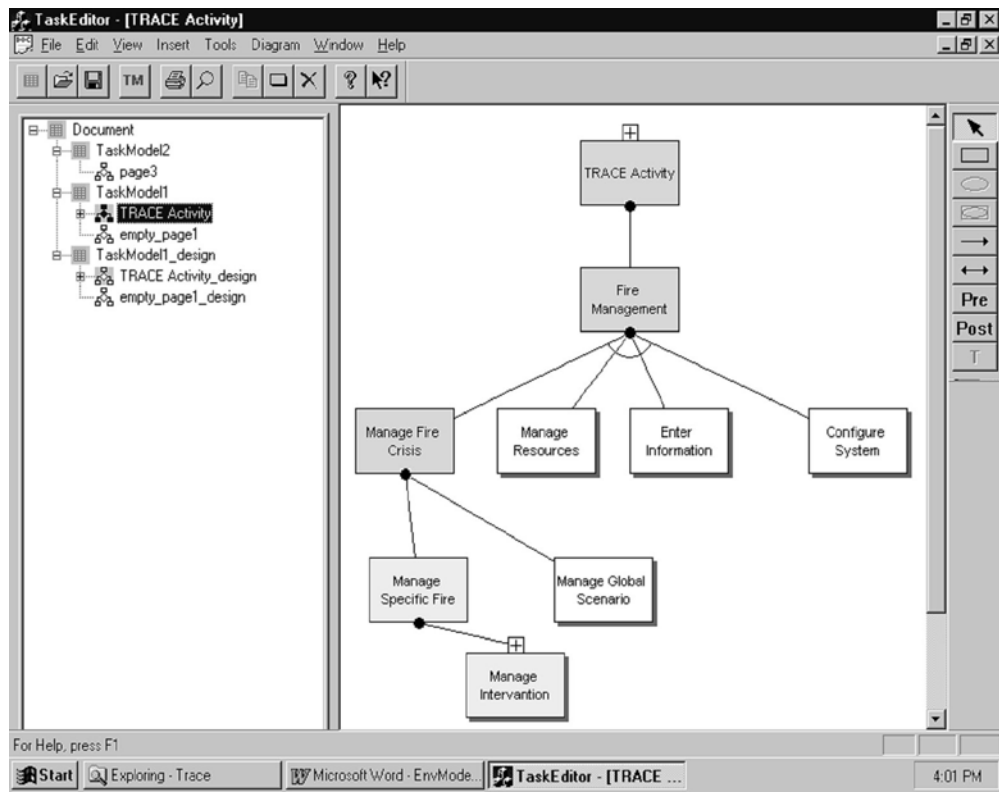 TaskEditor - [TRACE Activity]
File Edit View Insert Tools Diagram Window Help
TM
Document
TaskModel2
page3
TaskModel1
TRACE Activity
empty_page1
TaskModel1_design
TRACE Activity_design
empty_page1_design
TRACE Activity
Fire
Management
Manage Fire
Crisis
Manage
Resources
Enter
Information
Configure
System
Manage
Specific Fire
Manage Global
Scenario
Manage
Intervantion
Pre
Post
T
For Help, press F1
Start
Exploring - Trace
Microsoft Word - EnvMode...
TaskEditor - [TRACE ...
4:01 PM